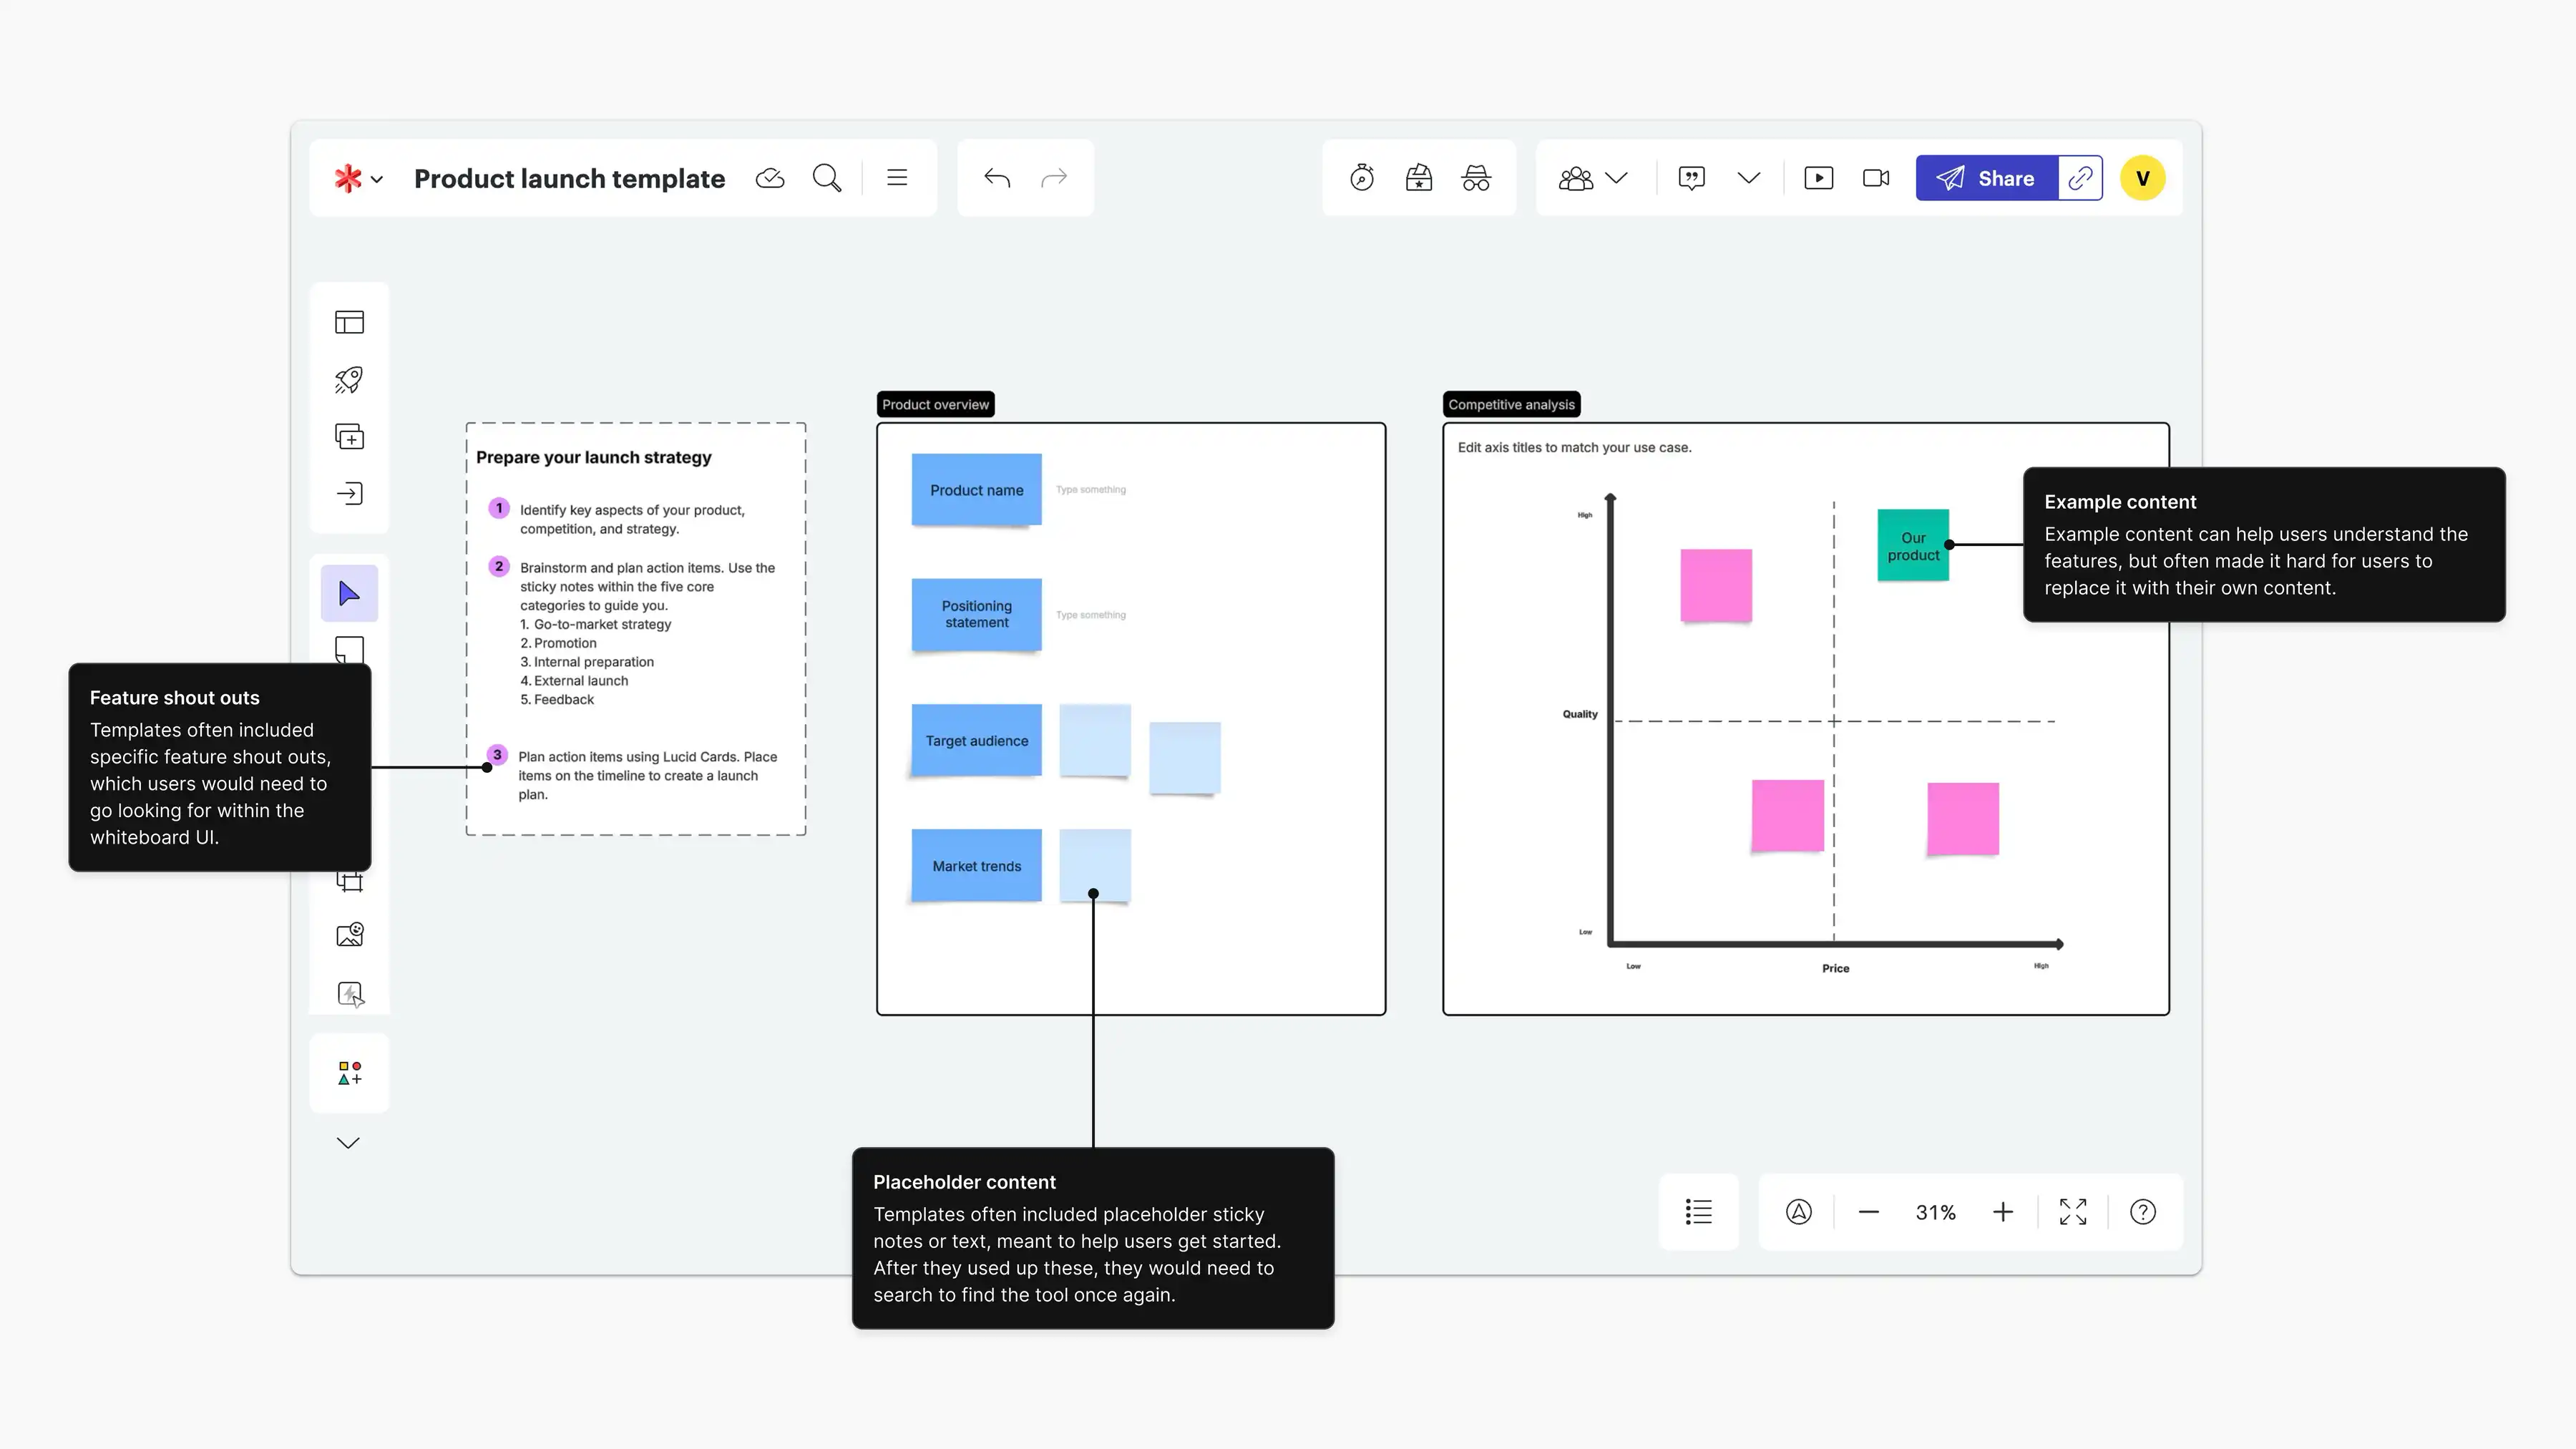 Product launch template
Share
V
Prepare your launch strategy
1
Identify key aspects of your product,
competition, and strategy.
2
Brainstorm and plan action items. Use the
sticky notes within the five core
categories to guide you.
1. Go-to-market strategy
2. Promotion
3. Internal preparation
4. External launch
5. Feedback
3
Plan action items using Lucid Cards. Place
items on the timeline to create a launch
plan.
Feature shout outs
Templates often included
specific feature shout outs,
which users would need to
go looking for within the
whiteboard UI.
Product overview
Product name
Type something
Positioning
statement
Type something
Target audience
Market trends
Placeholder content
Templates often included placeholder sticky
notes or text, meant to help users get started.
After they used up these, they would need to
search to find the tool once again.
Competitive analysis
Edit axis titles to match your use case.
High
Our
product
Quality
Low
Low
Price
High
Example content
Example content can help users understand the
features, but often made it hard for users to
replace it with their own content.
31%